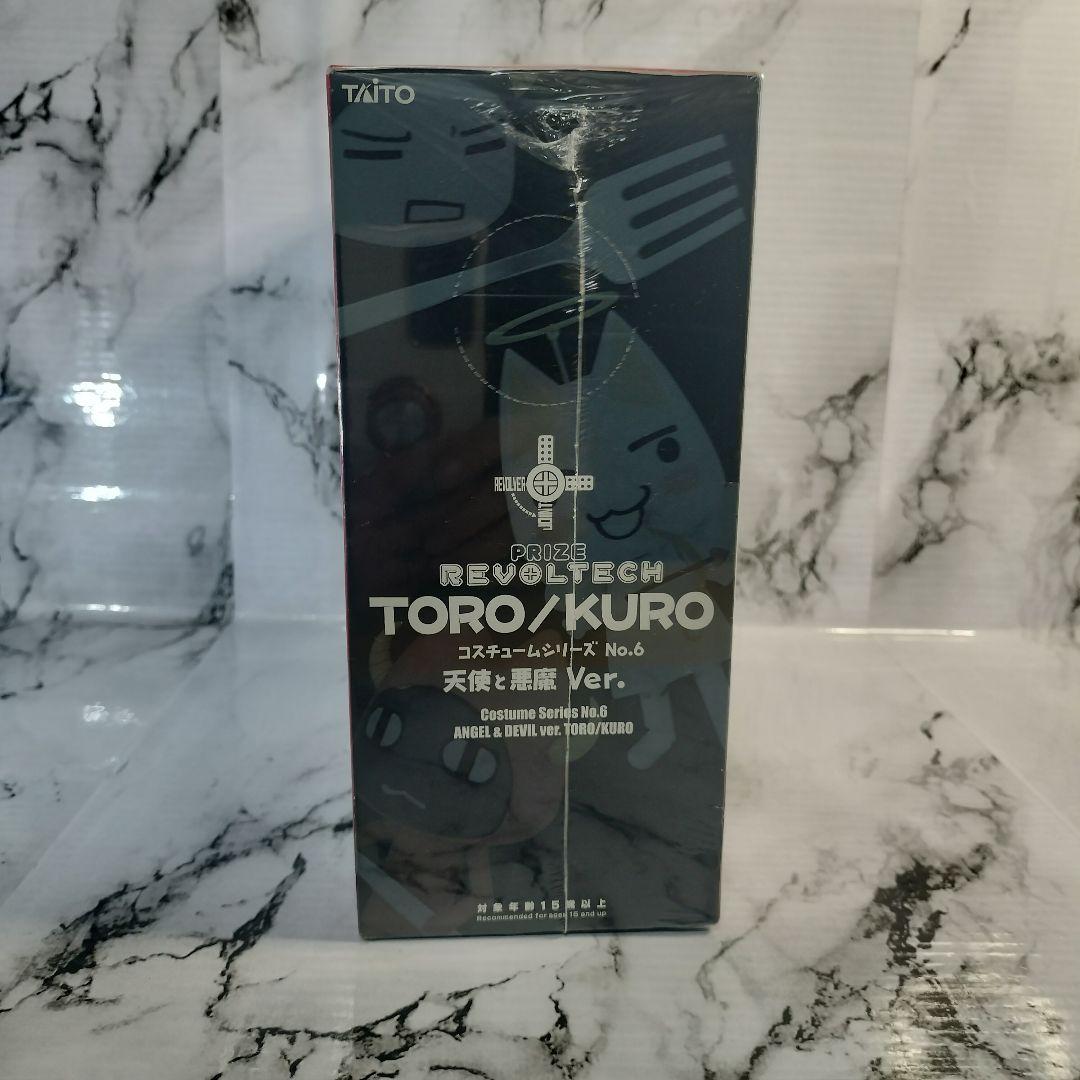 TAITO
REVOLVER
JOINT
PRIZE
REVOLTECH
TORO/KURO
コスチュームシリーズ No.6
天使と悪魔 Ver.
Costume Series No.6
ANGEL & DEVIL ver. TORO/KURO
対象年齢15歳以上
Recommended for ages 15 and up